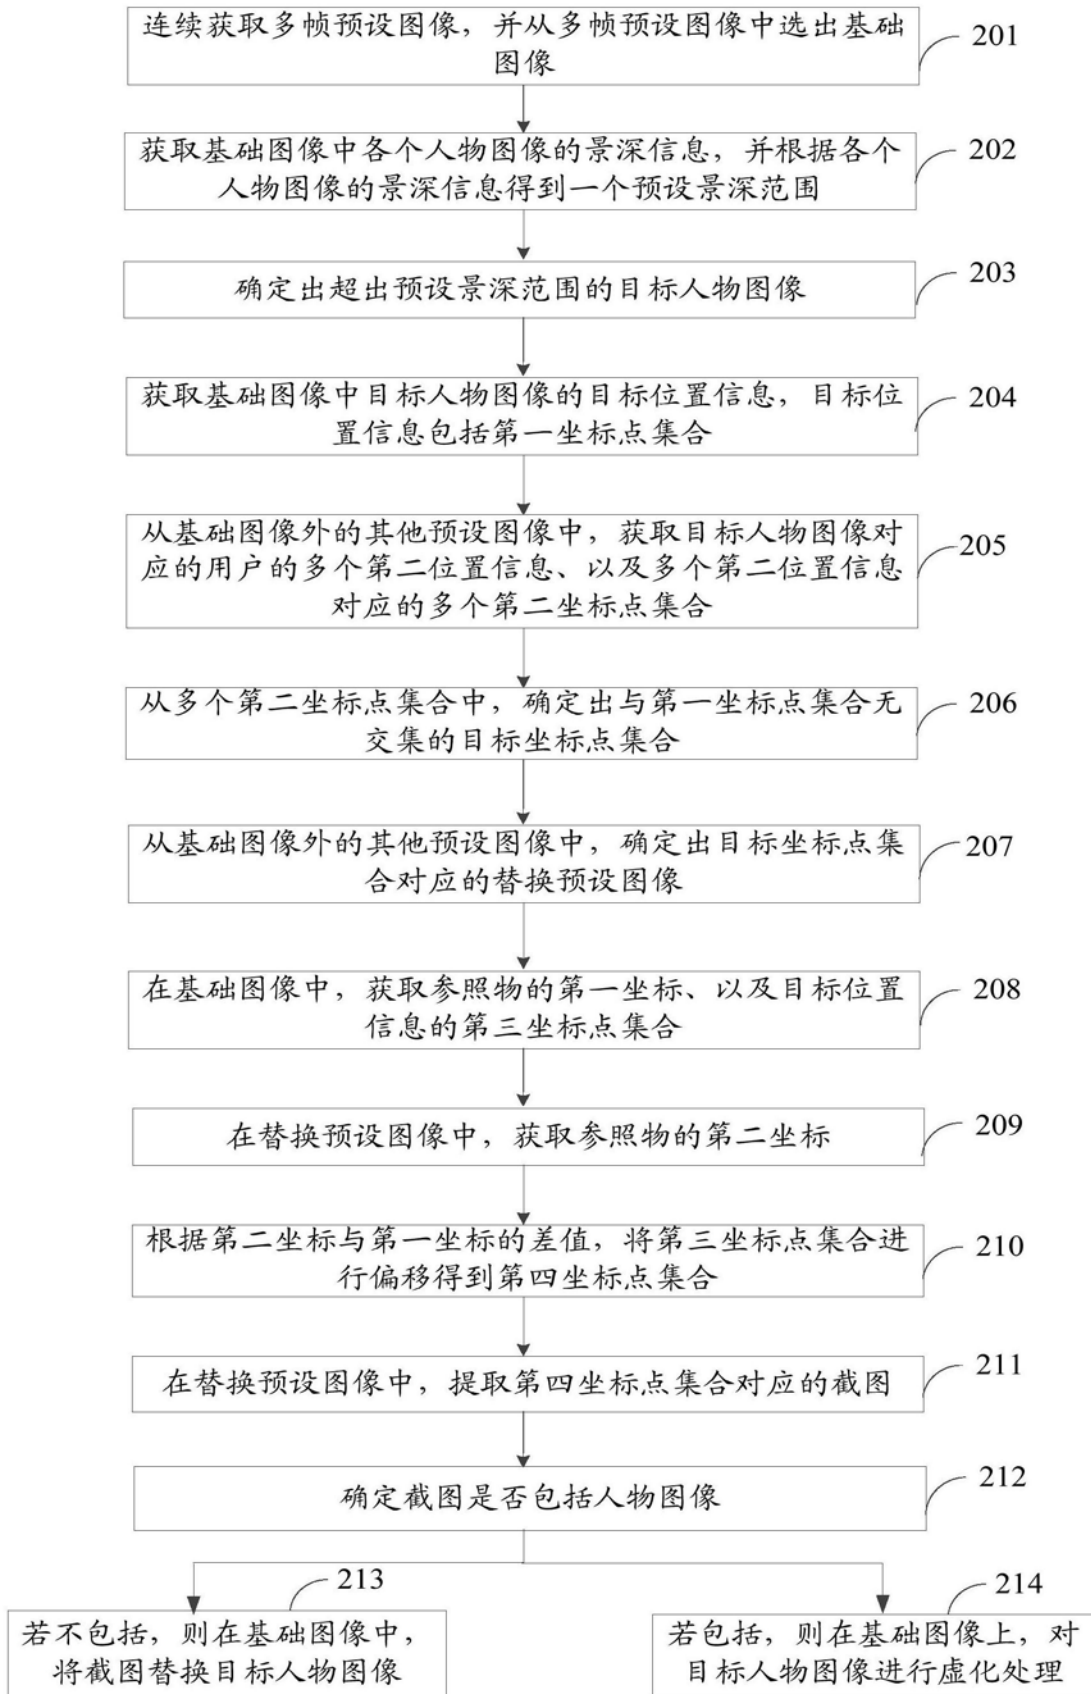 连续获取多帧预设图像，并从多帧预设图像中选出基础
图像
201
获取基础图像中各个人物图像的景深信息，并根据各个
人物图像的景深信息得到一个预设景深范围
202
确定出超出预设景深范围的目标人物图像
203
获取基础图像中目标人物图像的目标位置信息，目标位
置信息包括第一坐标点集合
204
从基础图像外的其他预设图像中，获取目标人物图像对
应的用户的多个第二位置信息、以及多个第二位置信息
对应的多个第二坐标点集合
205
从多个第二坐标点集合中，确定出与第一坐标点集合无
交集的目标坐标点集合
206
从基础图像外的其他预设图像中，确定出目标坐标点集
合对应的替换预设图像
207
在基础图像中，获取参照物的第一坐标、以及目标位置
信息的第三坐标点集合
208
在替换预设图像中，获取参照物的第二坐标
209
根据第二坐标与第一坐标的差值，将第三坐标点集合进
行偏移得到第四坐标点集合
210
在替换预设图像中，提取第四坐标点集合对应的截图
211
确定截图是否包括人物图像
212
213
若不包括，则在基础图像中，
将截图替换目标人物图像
214
若包括，则在基础图像上，对
目标人物图像进行虚化处理